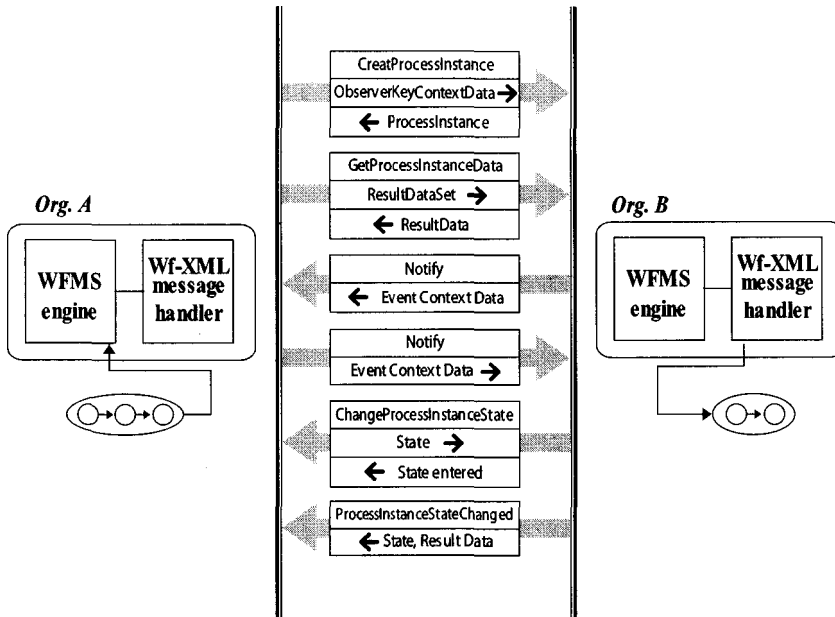 CreatProcessInstance
ObserverKeyContextData →
← ProcessInstance
GetProcessInstanceData
ResultDataSet →
← ResultData
Org. A
WFMS
engine
Wf-XML
message
handler
Notify
← Event Context Data
Notify
Event Context Data →
ChangeProcessInstanceState
State →
← State entered
ProcessInstanceStateChanged
← State, Result Data
Org. B
WFMS
engine
Wf-XML
message
handler